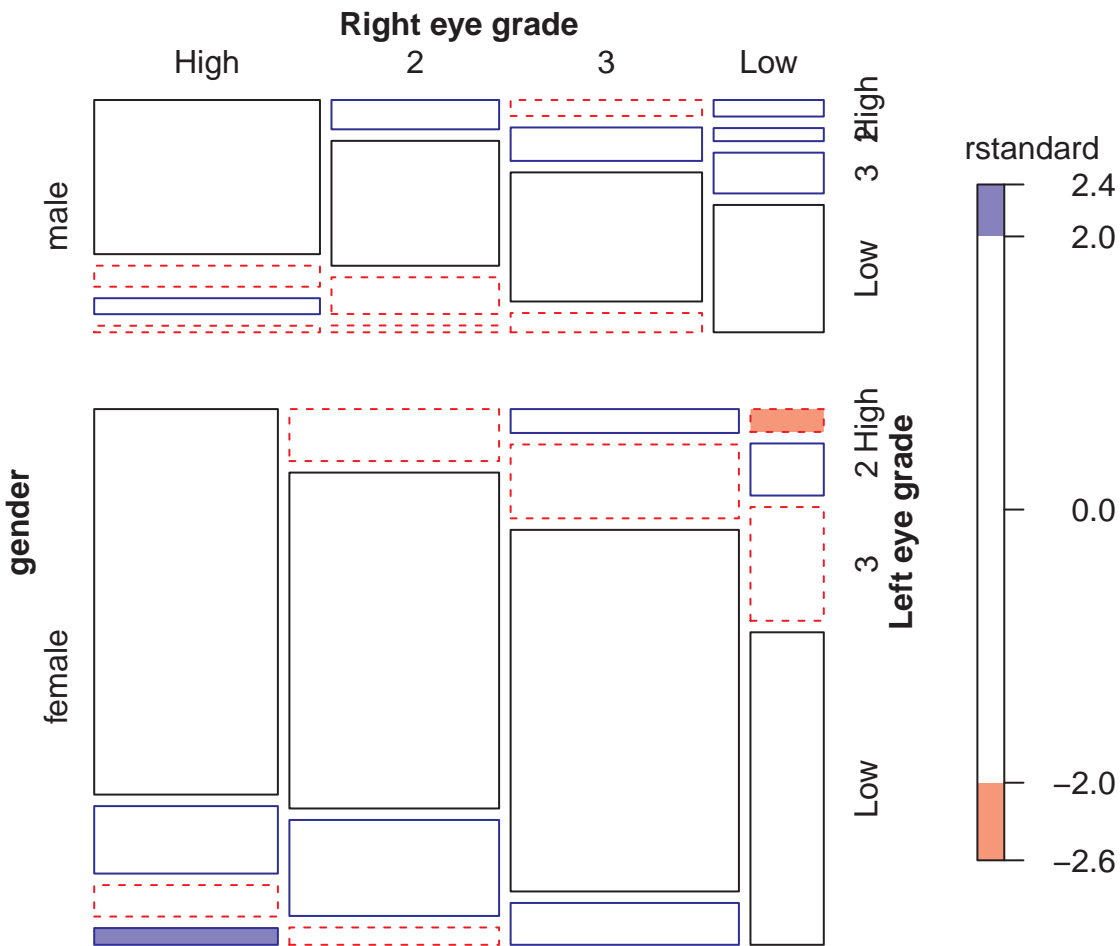 Right eye grade
High 2 3 Low
male
High
2
3
Low
rstandard
2.4
2.0
0.0
−2.0
−2.6
gender
female
High
2
3
Low
Left eye grade